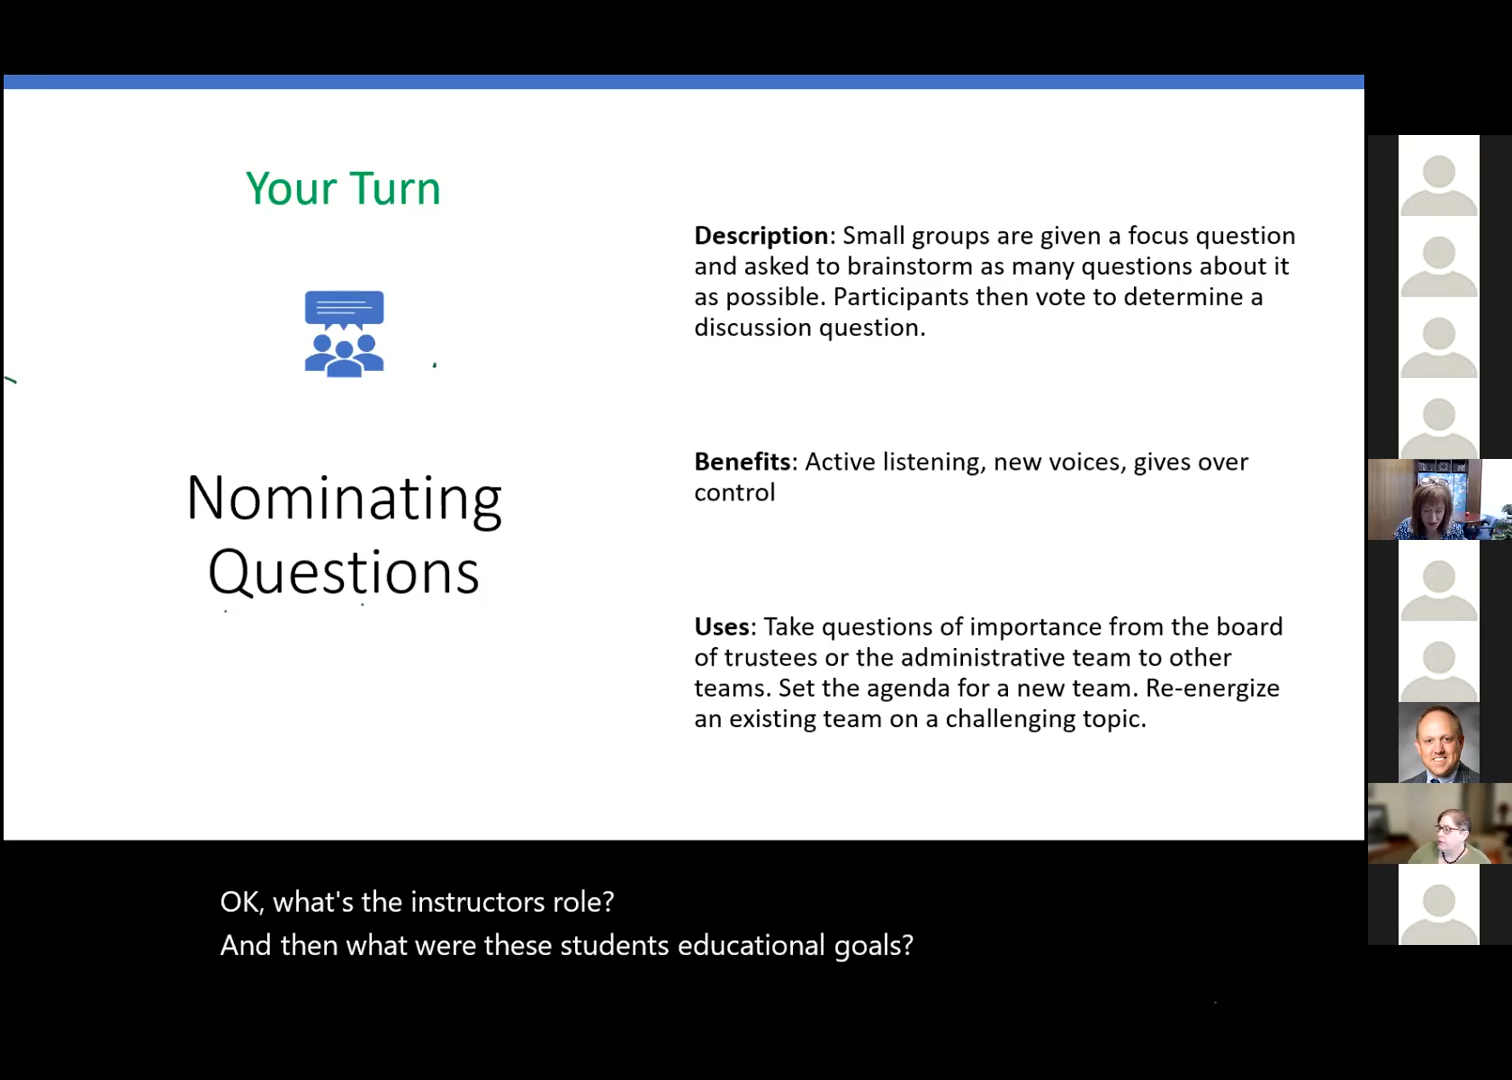 Your Turn
Nominating
Questions
Description: Small groups are given a focus question
and asked to brainstorm as many questions about it
as possible. Participants then vote to determine a
discussion question.
Benefits: Active listening, new voices, gives over
control
Uses: Take questions of importance from the board
of trustees or the administrative team to other
teams. Set the agenda for a new team. Re-energize
an existing team on a challenging topic.
OK, what's the instructors role?
And then what were these students educational goals?